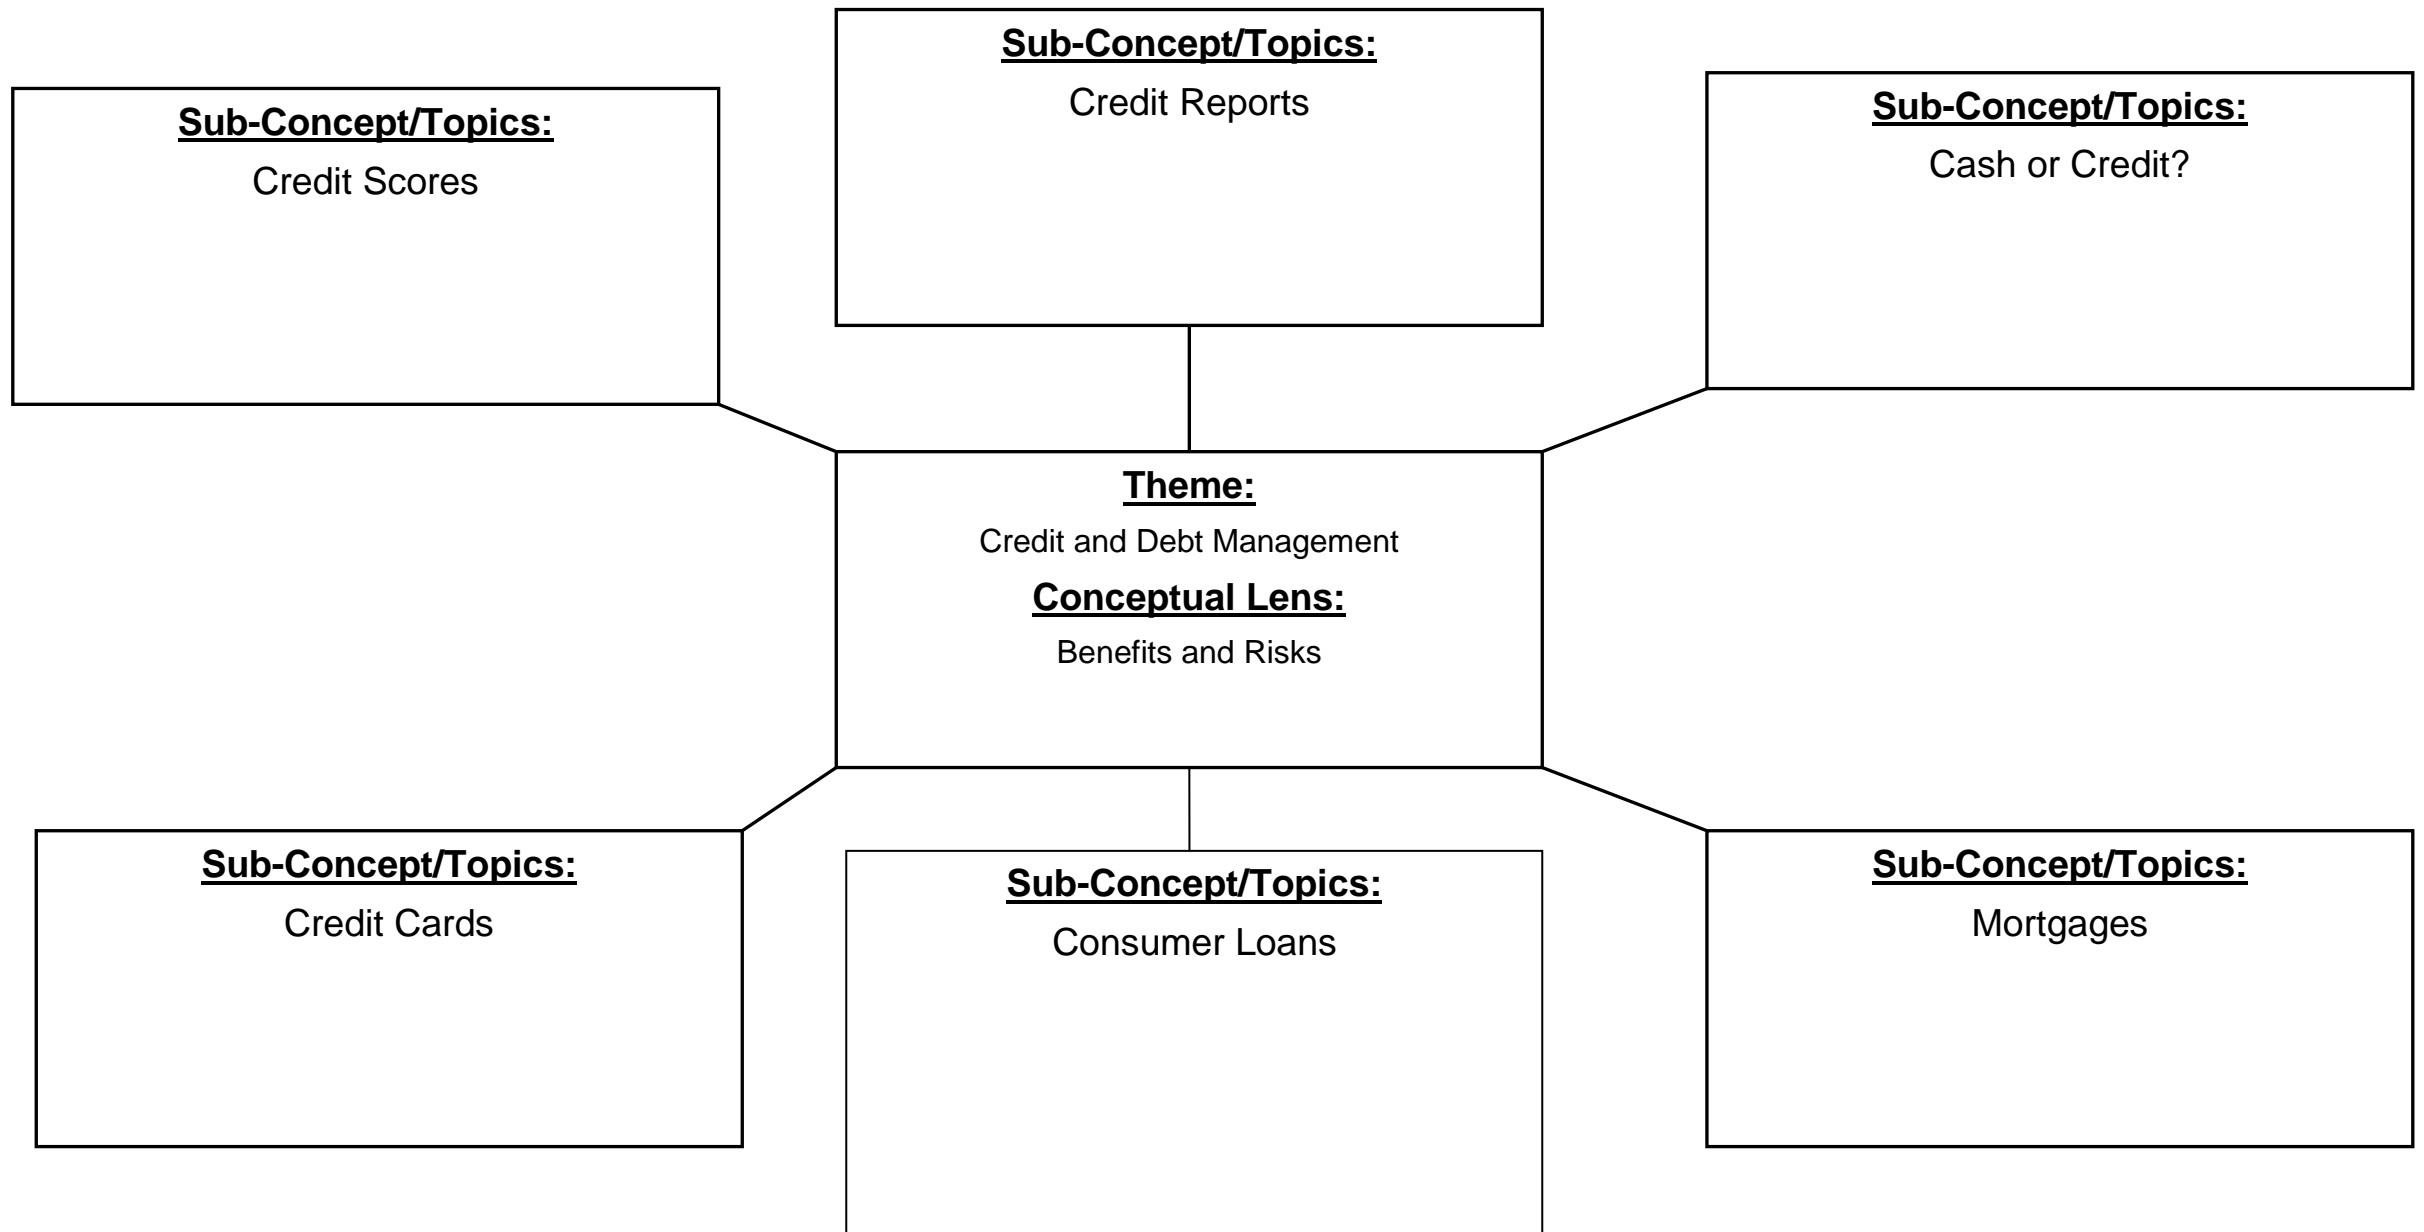 Sub-Concept/Topics:
Credit Scores
Sub-Concept/Topics:
Credit Reports
Sub-Concept/Topics:
Cash or Credit?
Theme:
Credit and Debt Management
Conceptual Lens:
Benefits and Risks
Sub-Concept/Topics:
Credit Cards
Sub-Concept/Topics:
Consumer Loans
Sub-Concept/Topics:
Mortgages